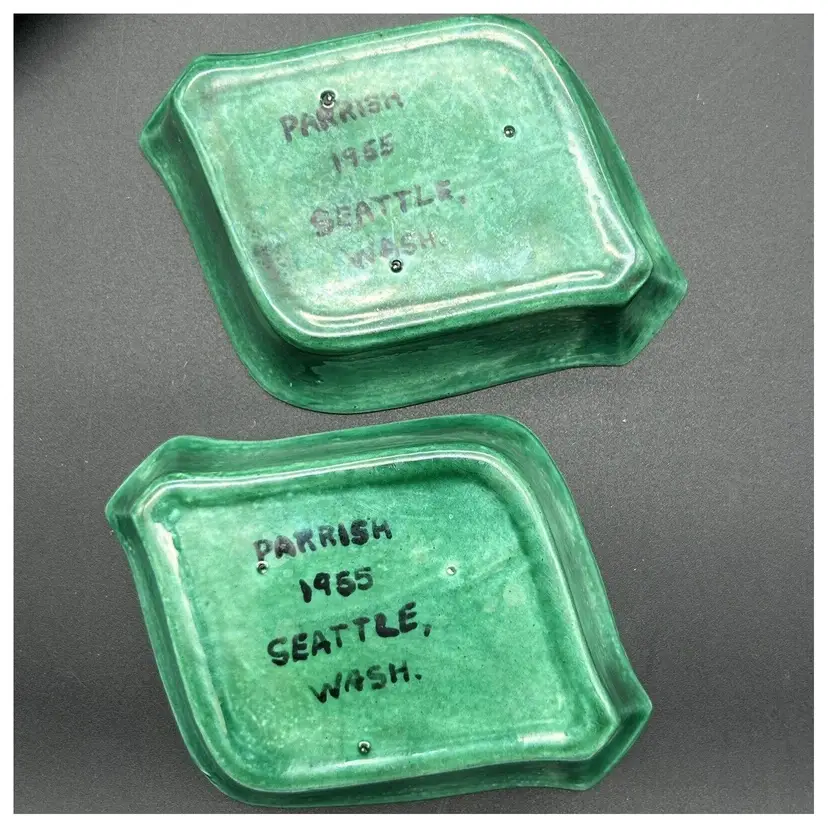 PARRISH
1955
SEATTLE,
WASH.
PARRISH
1955
SEATTLE,
WASH.